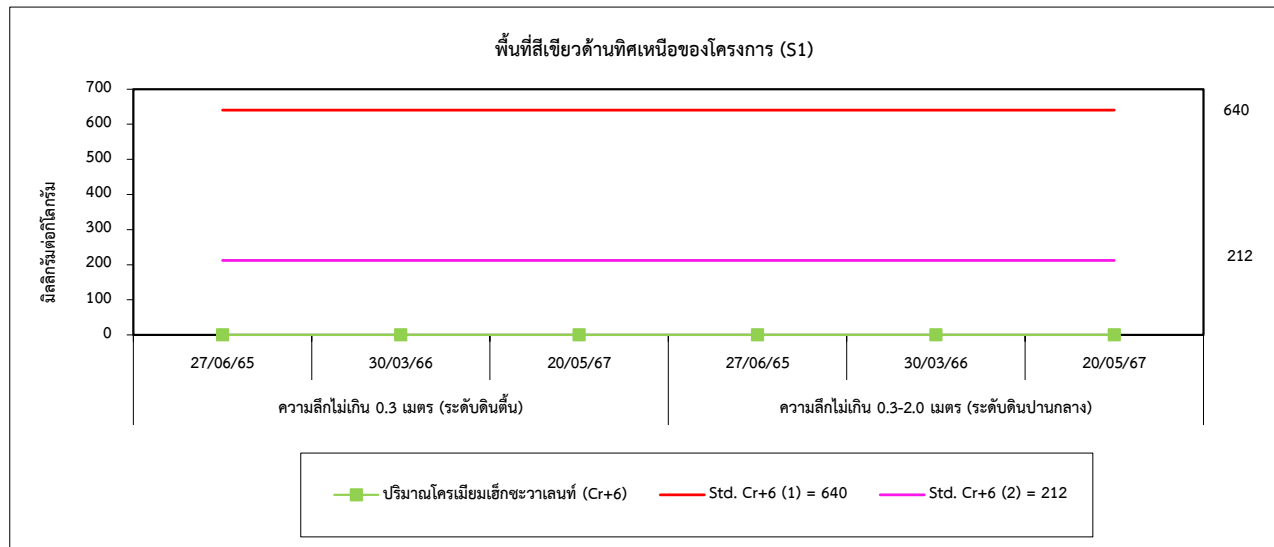 พื้นที่สีเขียวด้านทิศเหนือของโครงการ (S1)
มิลลิกรัมต่อกิโลกรัม
700
600
500
400
300
200
100
0
640
212
27/06/65 30/03/66 20/05/67 27/06/65 30/03/66 20/05/67
ความลึกไม่เกิน 0.3 เมตร (ระดับดินตื้น) ความลึกไม่เกิน 0.3-2.0 เมตร (ระดับดินปานกลาง)
ปริมาณโครเมียมเฮ็กซะวาเลนท์ (Cr+6) Std. Cr+6 (1) = 640 Std. Cr+6 (2) = 212